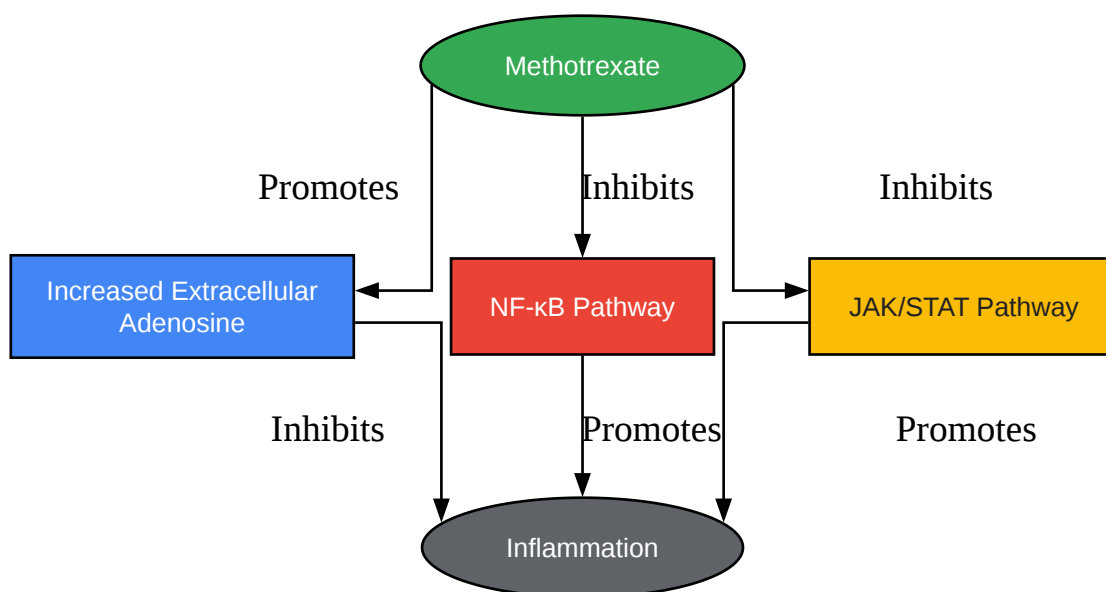 Methotrexate
Promotes
Inhibits
Inhibits
Increased Extracellular
Adenosine
NF-κB Pathway
JAK/STAT Pathway
Inhibits
Promotes
Promotes
Inflammation